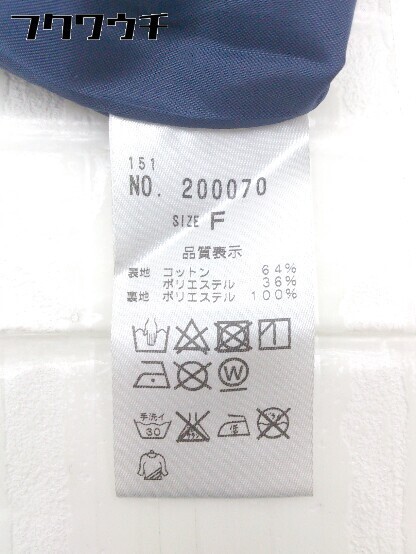 フクワウチ
151
NO. 200070
SIZE F
品質表示
表地 コットン 64%
ポリエステル 36%
裏地 ポリエステル 100%
W
手洗イ
30
低